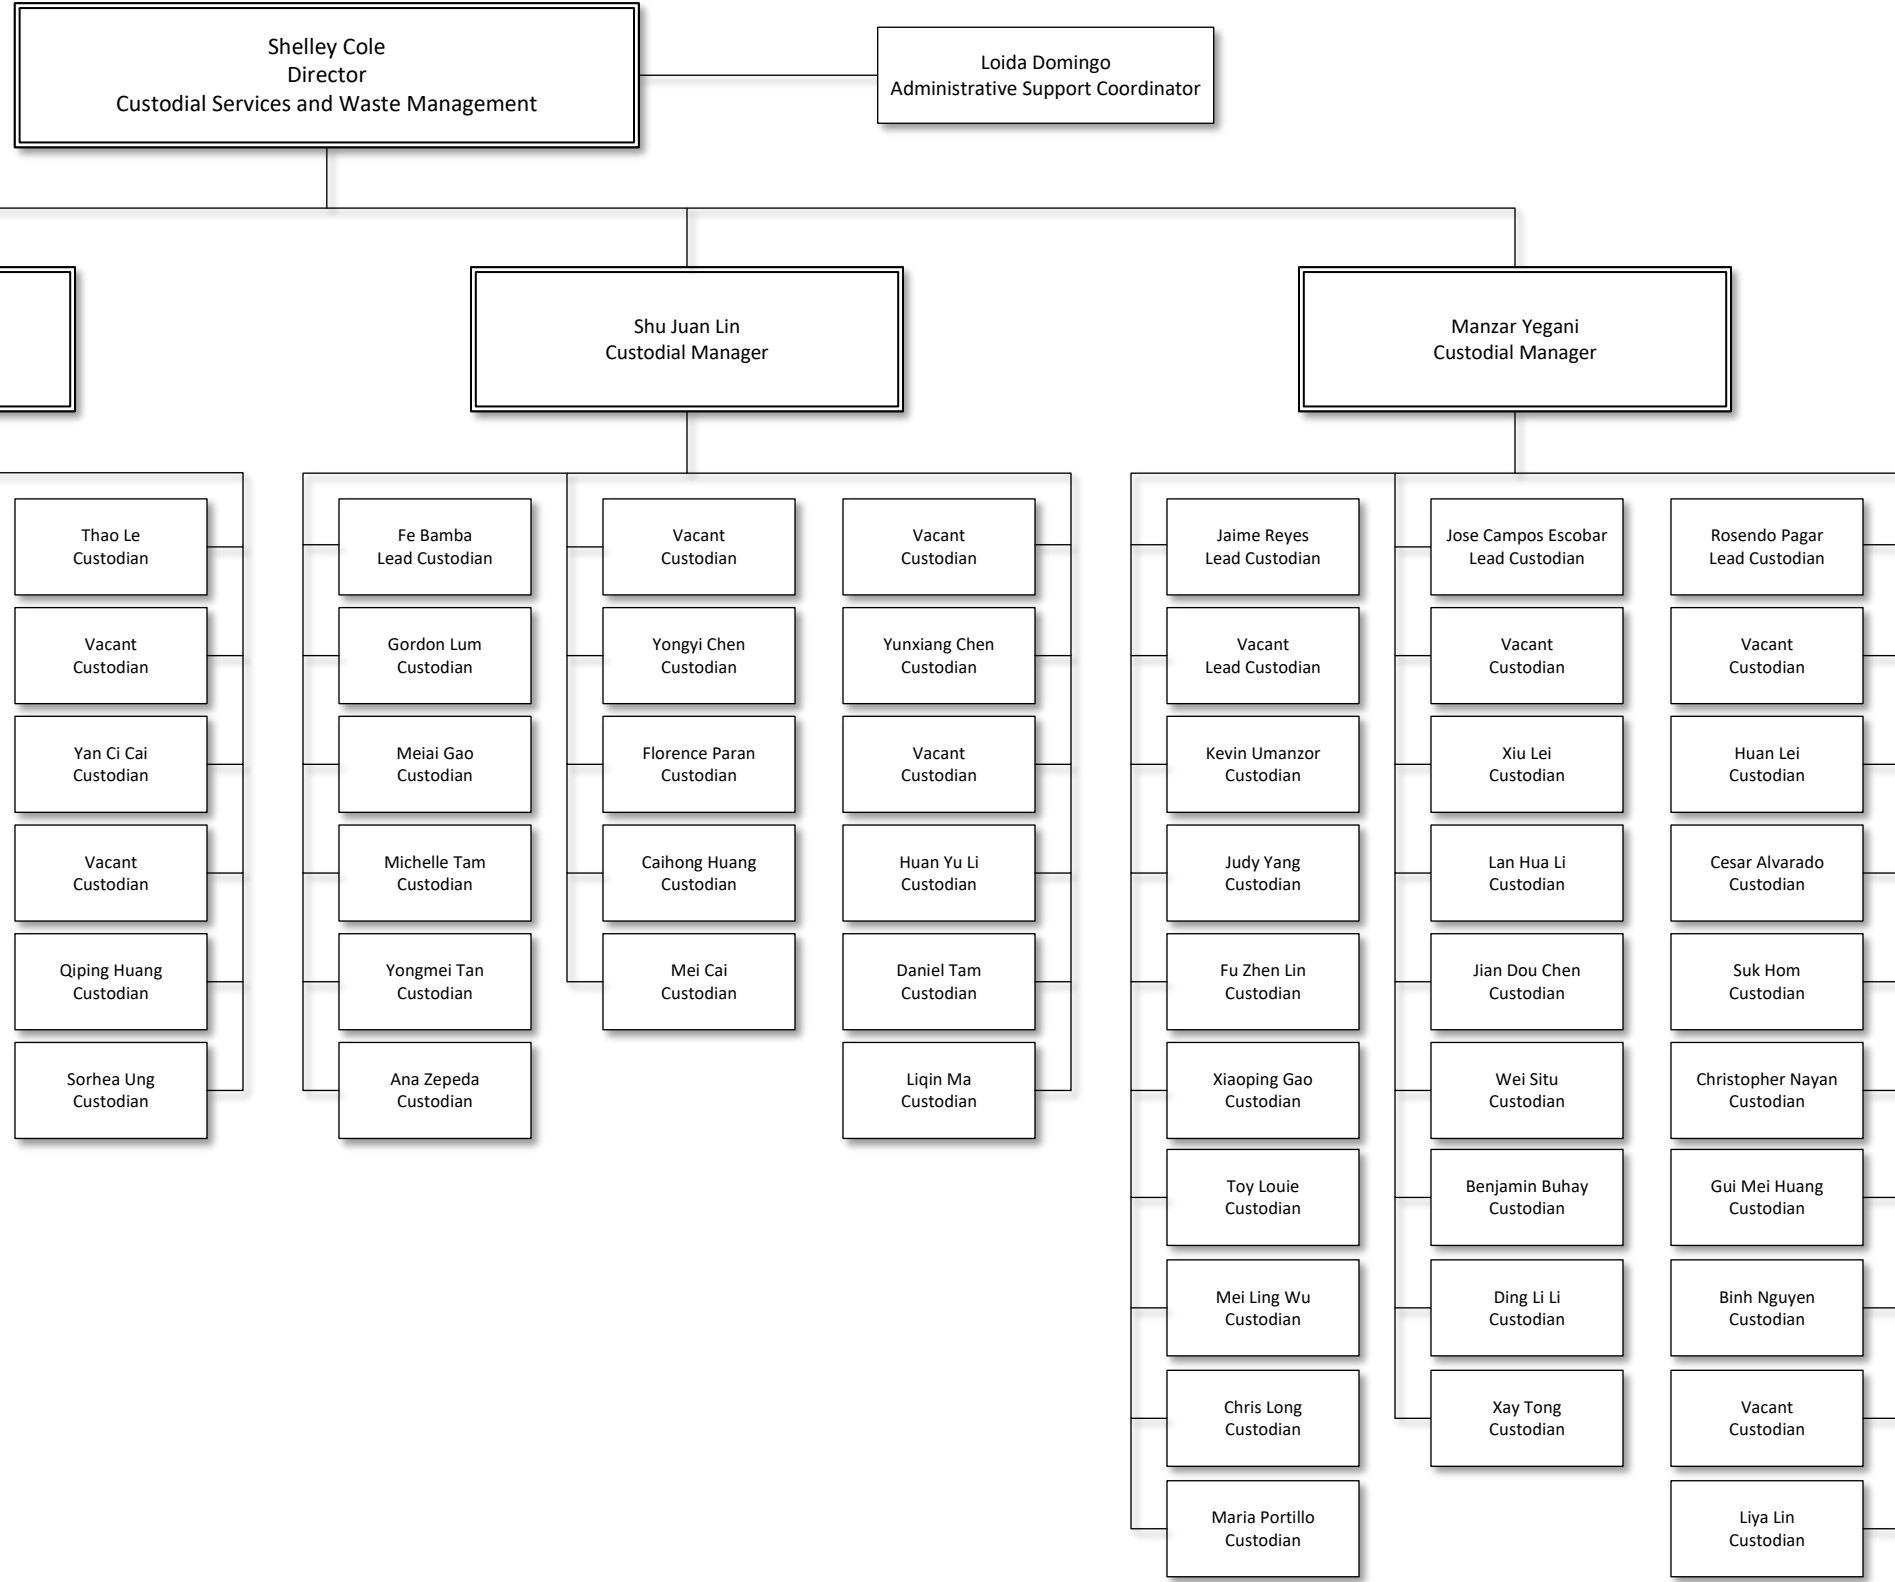 Shelley Cole
Director
Custodial Services and Waste Management
Loida Domingo
Administrative Support Coordinator
Shu Juan Lin
Custodial Manager
Manzar Yegani
Custodial Manager
Thao Le
Custodian
Vacant
Custodian
Yan Ci Cai
Custodian
Vacant
Custodian
Qiping Huang
Custodian
Sorhea Ung
Custodian
Fe Bamba
Lead Custodian
Gordon Lum
Custodian
Meiai Gao
Custodian
Michelle Tam
Custodian
Yongmei Tan
Custodian
Ana Zepeda
Custodian
Vacant
Custodian
Yongyi Chen
Custodian
Florence Paran
Custodian
Caihong Huang
Custodian
Mei Cai
Custodian
Vacant
Custodian
Yunxiang Chen
Custodian
Vacant
Custodian
Huan Yu Li
Custodian
Daniel Tam
Custodian
Liqin Ma
Custodian
Jaime Reyes
Lead Custodian
Vacant
Lead Custodian
Kevin Umanzor
Custodian
Judy Yang
Custodian
Fu Zhen Lin
Custodian
Xiaoping Gao
Custodian
Toy Louie
Custodian
Mei Ling Wu
Custodian
Chris Long
Custodian
Maria Portillo
Custodian
Jose Campos Escobar
Lead Custodian
Vacant
Custodian
Xiu Lei
Custodian
Lan Hua Li
Custodian
Jian Dou Chen
Custodian
Wei Situ
Custodian
Benjamin Buhay
Custodian
Ding Li Li
Custodian
Xay Tong
Custodian
Rosendo Pagar
Lead Custodian
Vacant
Custodian
Huan Lei
Custodian
Cesar Alvarado
Custodian
Suk Hom
Custodian
Christopher Nayan
Custodian
Gui Mei Huang
Custodian
Binh Nguyen
Custodian
Vacant
Custodian
Liya Lin
Custodian